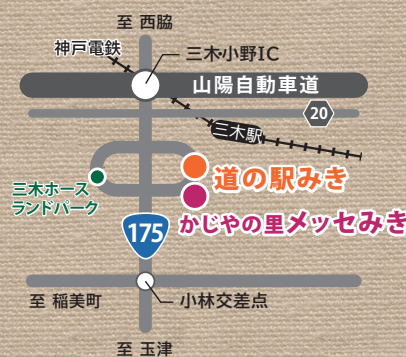 至 西脇
神戸電鉄
三木小野IC
山陽自動車道
20
三木駅
道の駅みき
三木ホース
ランドパーク
かじやの里メッセみき
175
至 稲美町
小林交差点
至 玉津